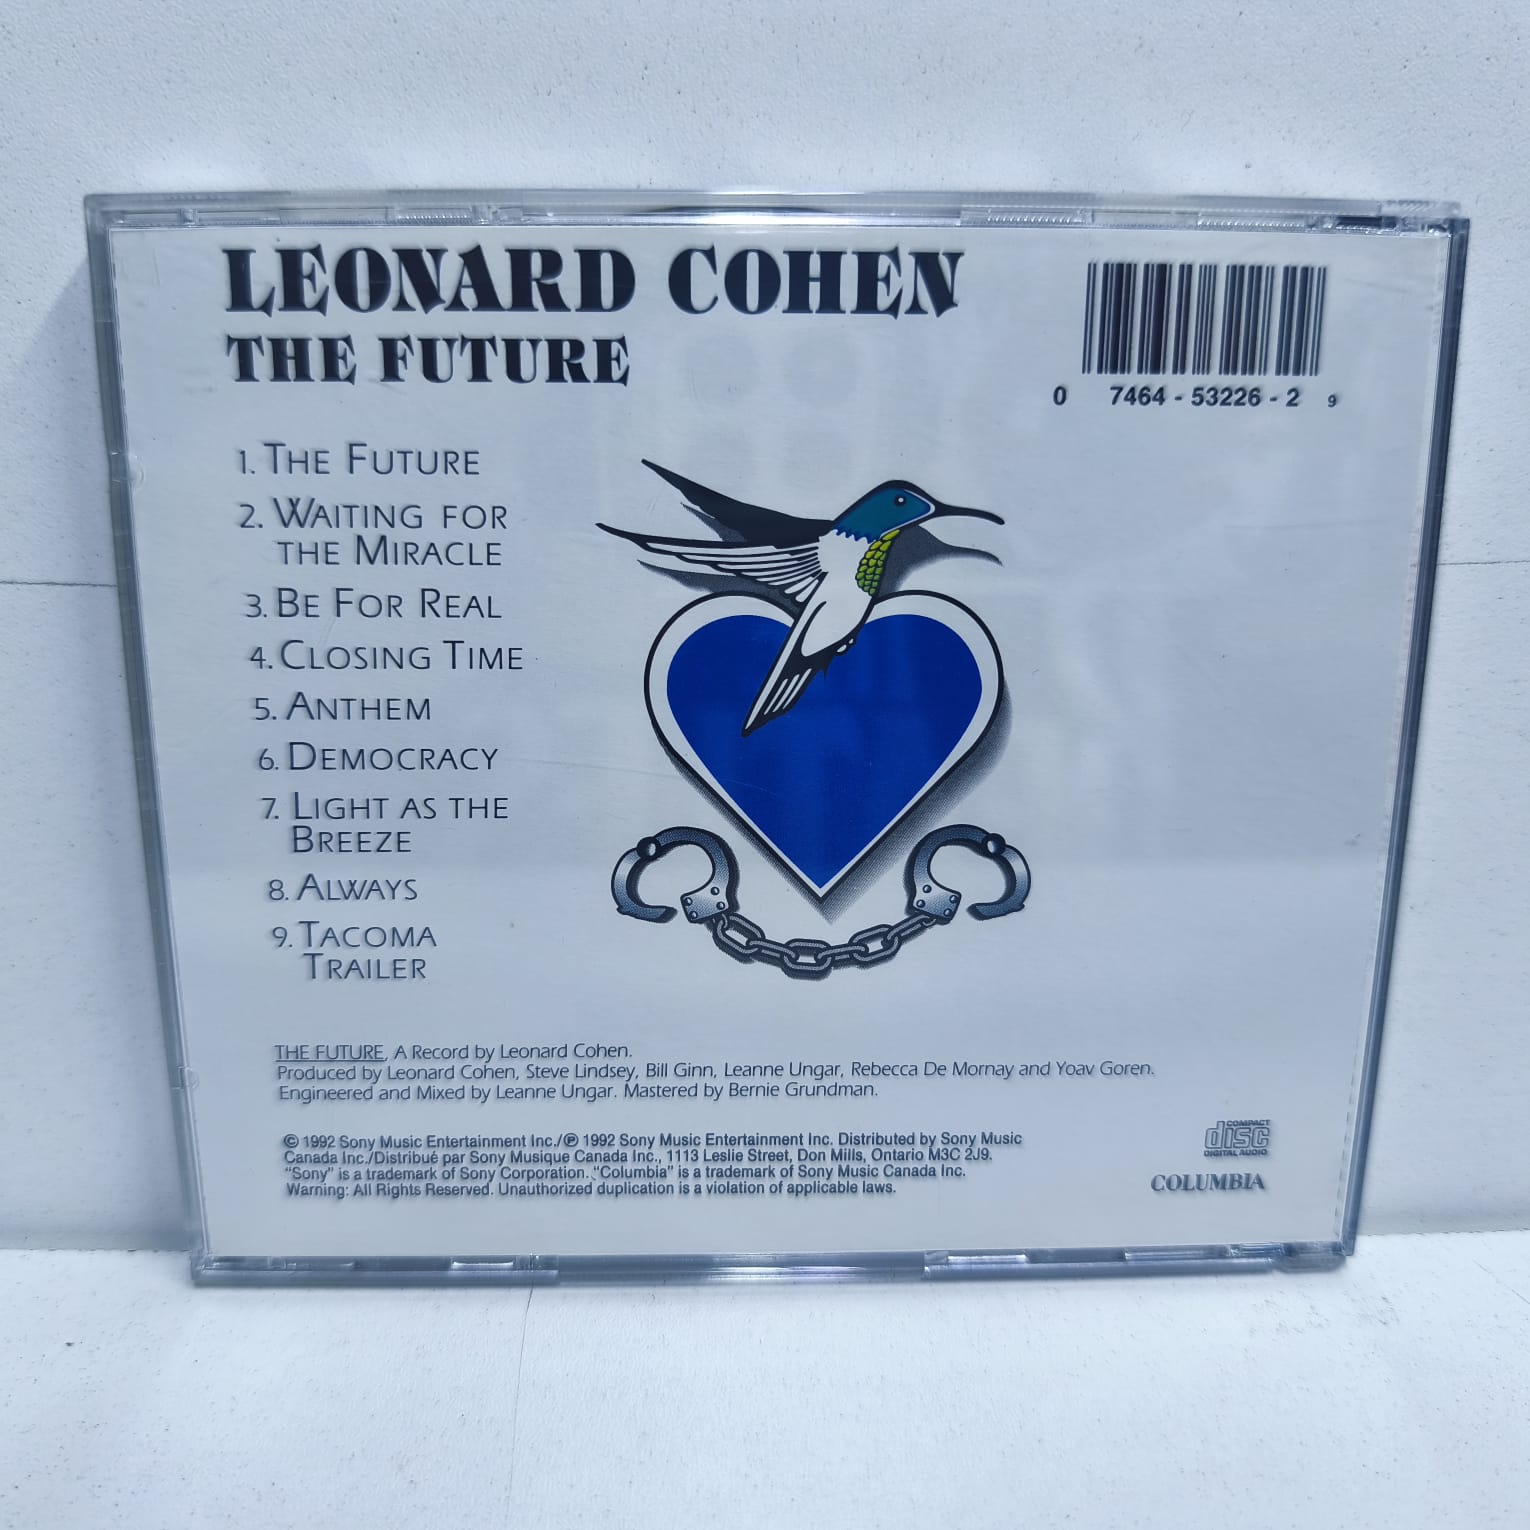 LEONARD COHEN
THE FUTURE
0 7464 - 53226 - 2 9
1. THE FUTURE
2. WAITING FOR
THE MIRACLE
3. BE FOR REAL
4. CLOSING TIME
5. ANTHEM
6. DEMOCRACY
7. LIGHT AS THE
BREEZE
8. ALWAYS
9. TACOMA
TRAILER
THE FUTURE, A Record by Leonard Cohen.
Produced by Leonard Cohen, Steve Lindsey, Bill Ginn, Leanne Ungar, Rebecca De Mornay and Yoav Goren.
Engineered and Mixed by Leanne Ungar. Mastered by Bernie Grundman.
© 1992 Sony Music Entertainment Inc./℗ 1992 Sony Music Entertainment Inc. Distributed by Sony Music
Canada Inc./Distribué par Sony Musique Canada Inc., 1113 Leslie Street, Don Mills, Ontario M3C 2J9.
"Sony" is a trademark of Sony Corporation. "Columbia" is a trademark of Sony Music Canada Inc.
Warning: All Rights Reserved. Unauthorized duplication is a violation of applicable laws.
COMPACT
disc
DIGITAL AUDIO
COLUMBIA